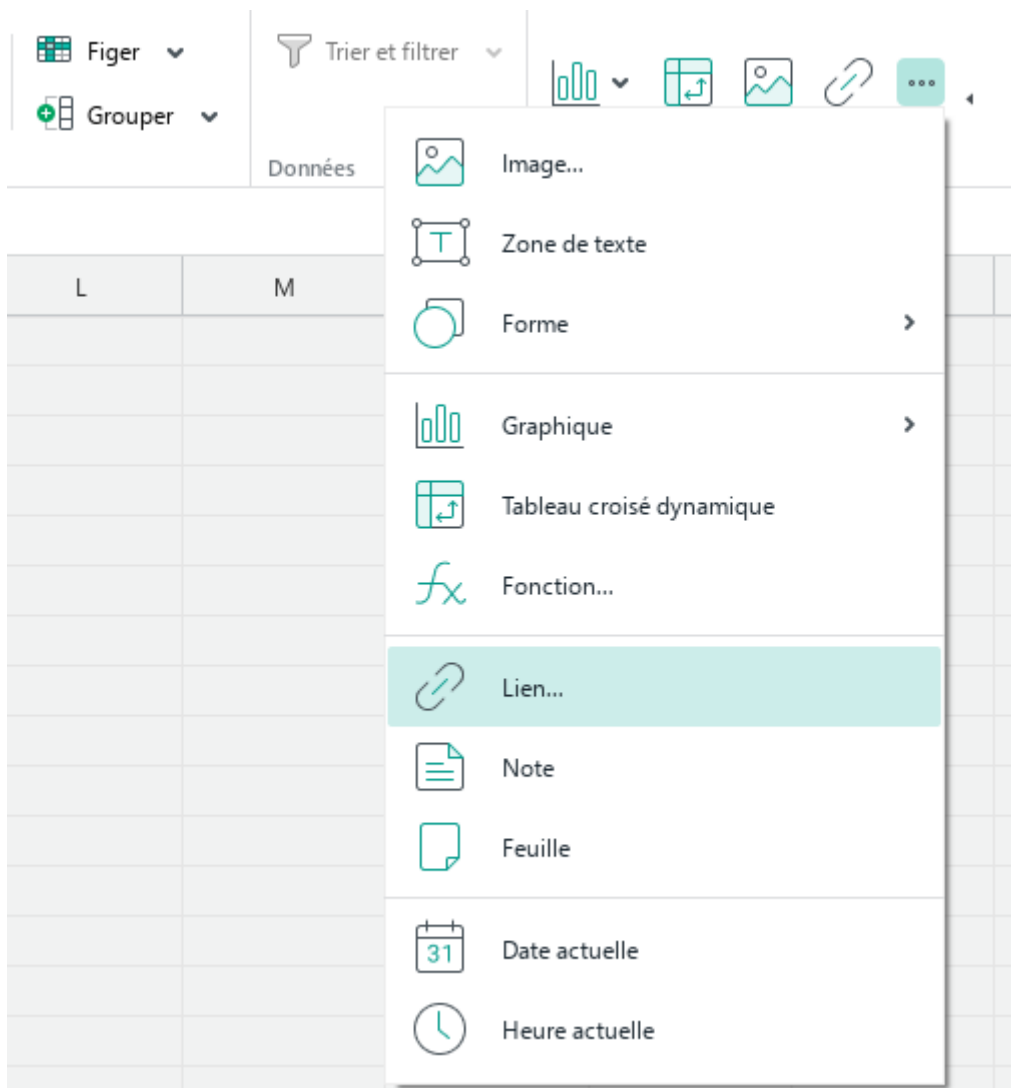 Figer
Trier et filtrer
Grouper
Données
Image...
L
M
Zone de texte
Forme
Graphique
Tableau croisé dynamique
Fonction...
Lien...
Note
Feuille
31
Date actuelle
Heure actuelle